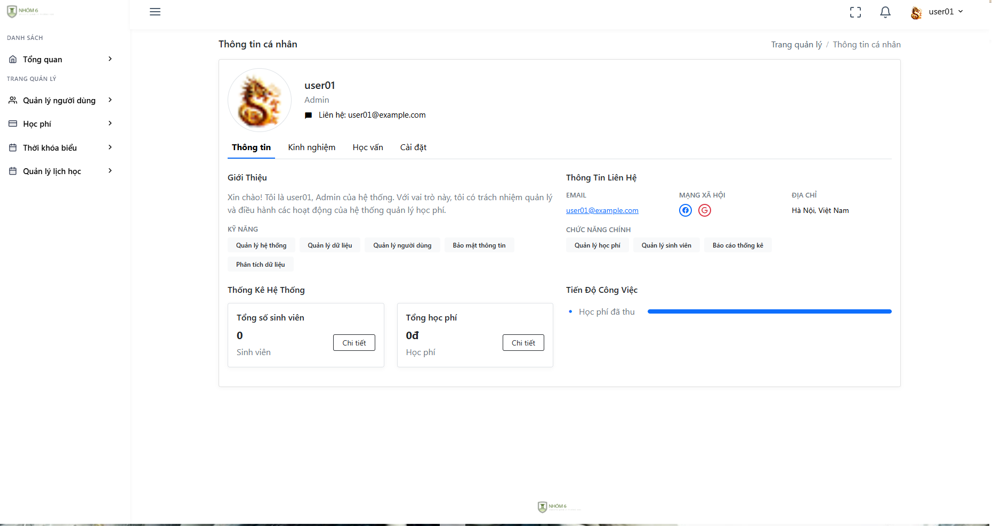 NHÓM 6
user01
DANH SÁCH
Tổng quan
TRANG QUẢN LÝ
Quản lý người dùng
Học phí
Thời khóa biểu
Quản lý lịch học
Thông tin cá nhân
Trang quản lý / Thông tin cá nhân
user01
Admin
Liên hệ: user01@example.com
Thông tin Kinh nghiệm Học vấn Cài đặt
Giới Thiệu
Xin chào! Tôi là user01, Admin của hệ thống. Với vai trò này, tôi có trách nhiệm quản lý
và điều hành các hoạt động của hệ thống quản lý học phí.
KỸ NĂNG
Quản lý hệ thống Quản lý dữ liệu Quản lý người dùng Bảo mật thông tin
Phân tích dữ liệu
Thông Tin Liên Hệ
EMAIL
user01@example.com
MẠNG XÃ HỘI
ĐỊA CHỈ
Hà Nội, Việt Nam
CHỨC NĂNG CHÍNH
Quản lý học phí Quản lý sinh viên Báo cáo thống kê
Thống Kê Hệ Thống
Tổng số sinh viên
0
Sinh viên
Chi tiết
Tổng học phí
0đ
Học phí
Chi tiết
Tiến Độ Công Việc
Học phí đã thu
NHÓM 6